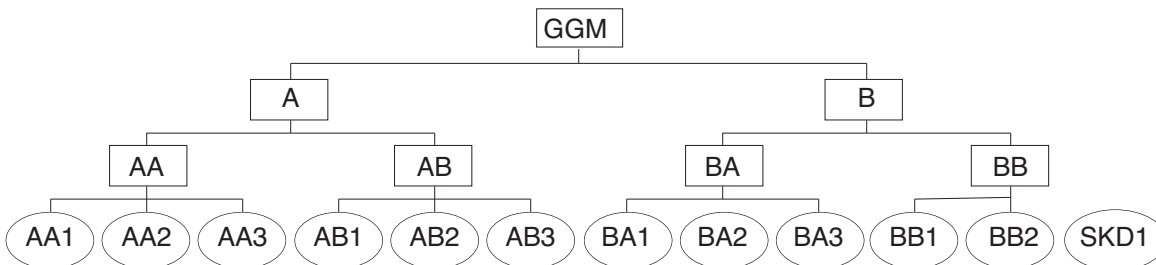 GGM
A B
AA AB BA BB
AA1 AA2 AA3 AB1 AB2 AB3 BA1 BA2 BA3 BB1 BB2 SKD1